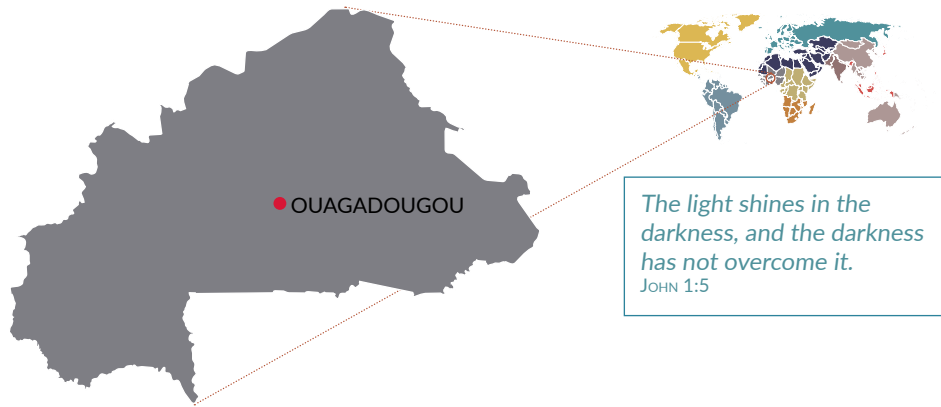 OUAGADOUGOU
The light shines in the
darkness, and the darkness
has not overcome it.
John 1:5